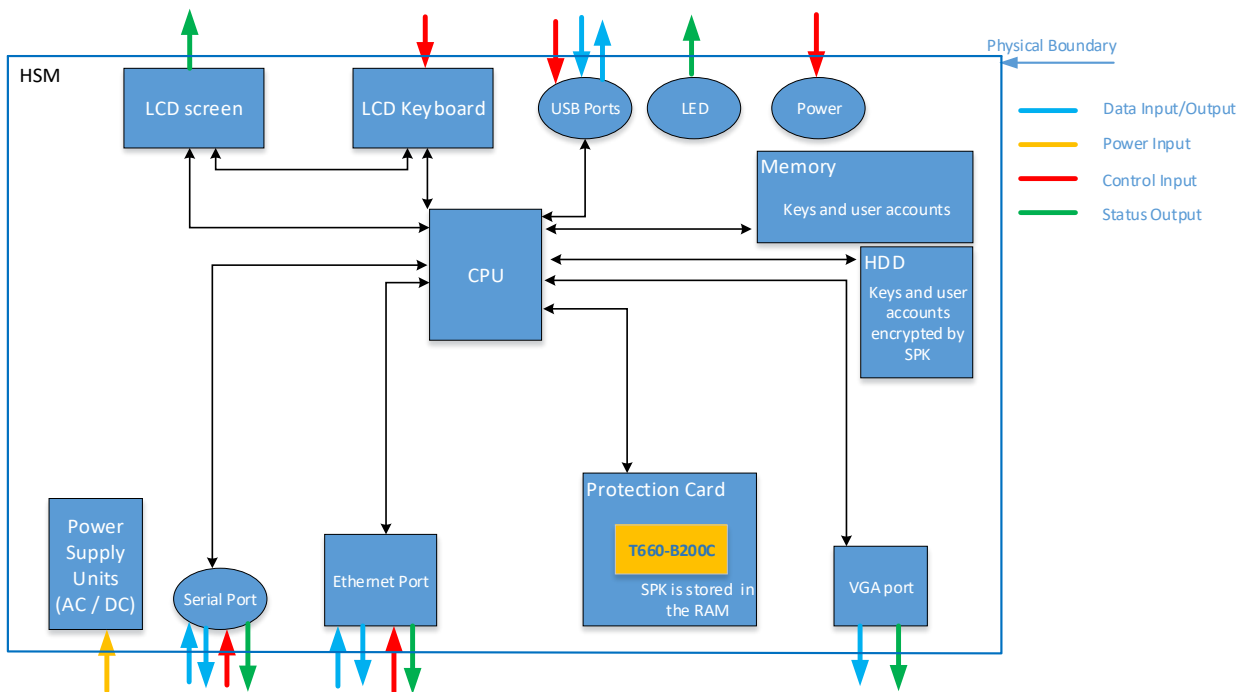 Physical Boundary
HSM
LCD screen
LCD Keyboard
USB Ports
LED
Power
Data Input/Output
Power Input
Control Input
Status Output
Memory
Keys and user accounts
CPU
HDD
Keys and user
accounts
encrypted by
SPK
Protection Card
T660-B200C
SPK is stored in
the RAM
Power
Supply
Units
(AC / DC)
Serial Port
Ethernet Port
VGA port